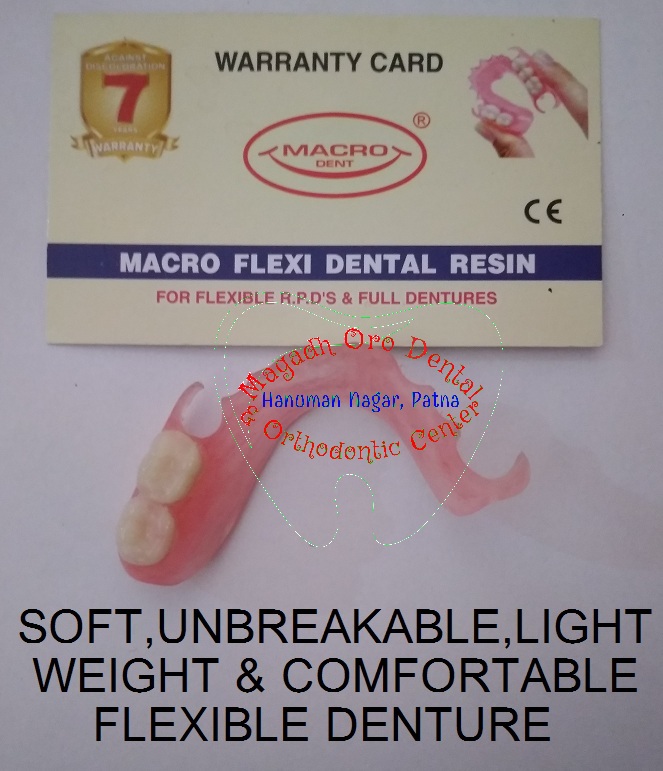 AGAINST
DISCOLORATION
7
YEARS
WARRANTY
WARRANTY CARD
MACRO ®
DENT
CE
MACRO FLEXI DENTAL RESIN
FOR FLEXIBLE R.P.D'S & FULL DENTURES
Magadh Oro Dental
Hanuman Nagar, Patna
& Orthodontic Center
SOFT,UNBREAKABLE,LIGHT
WEIGHT & COMFORTABLE
FLEXIBLE DENTURE